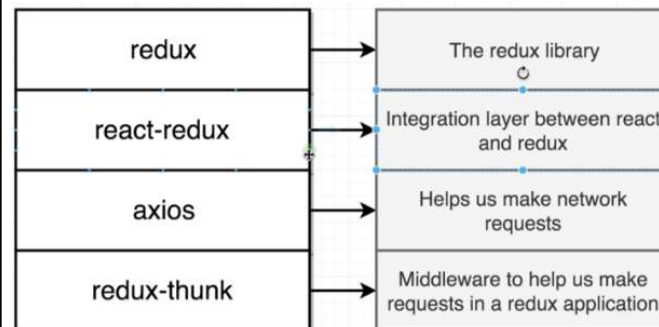 redux
The redux library
react-redux
Integration layer between react
and redux
axios
Helps us make network
requests
redux-thunk
Middleware to help us make
requests in a redux application